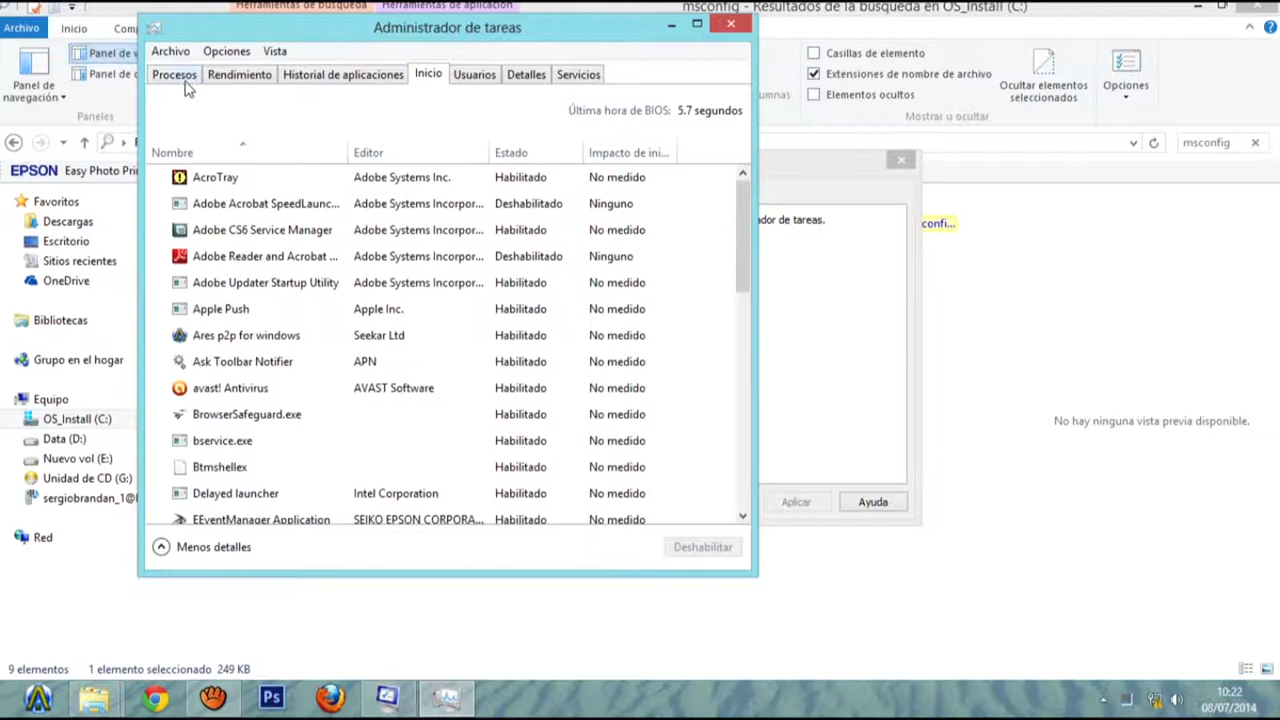 Herramientas de búsqueda
Herramientas de aplicación
msconfig - Resultados de la búsqueda en OS_Install (C:)
Archivo
Inicio
Panel de
navegación
Paneles
Casillas de elemento
Extensiones de nombre de archivo
Elementos ocultos
Ocultar elementos
seleccionados
Opciones
Mostrar u ocultar
msconfig
EPSON
Administrador de tareas
Archivo Opciones Vista
Procesos Rendimiento Historial de aplicaciones Inicio Usuarios Detalles Servicios
Última hora de BIOS: 5.7 segundos
Nombre Editor Estado Impacto de ini...
AcroTray Adobe Systems Inc. Habilitado No medido
Adobe Acrobat SpeedLaunc... Adobe Systems Incorpor... Deshabilitado Ninguno
Adobe CS6 Service Manager Adobe Systems Incorpor... Habilitado No medido
Adobe Reader and Acrobat ... Adobe Systems Incorpor... Deshabilitado Ninguno
Adobe Updater Startup Utility Adobe Systems Incorpor... Habilitado No medido
Apple Push Apple Inc. Habilitado No medido
Ares p2p for windows Seekar Ltd Habilitado No medido
Ask Toolbar Notifier APN Habilitado No medido
avast! Antivirus AVAST Software Habilitado No medido
BrowserSafeguard.exe Habilitado No medido
bservice.exe Habilitado No medido
Btmshellex Habilitado No medido
Delayed launcher Intel Corporation Habilitado No medido
EEventManager Application SEIKO EPSON CORPORA... Habilitado No medido
Menos detalles
Deshabilitar
Favoritos
Descargas
Escritorio
Sitios recientes
OneDrive
Bibliotecas
Grupo en el hogar
Equipo
OS_Install (C:)
Data (D:)
Nuevo vol (E:)
Unidad de CD (G:)
Red
de tareas.
Aplicar
Ayuda
No hay ninguna vista previa disponible.
9 elementos 1 elemento seleccionado 249 KB
Ps
10:22
08/07/2014